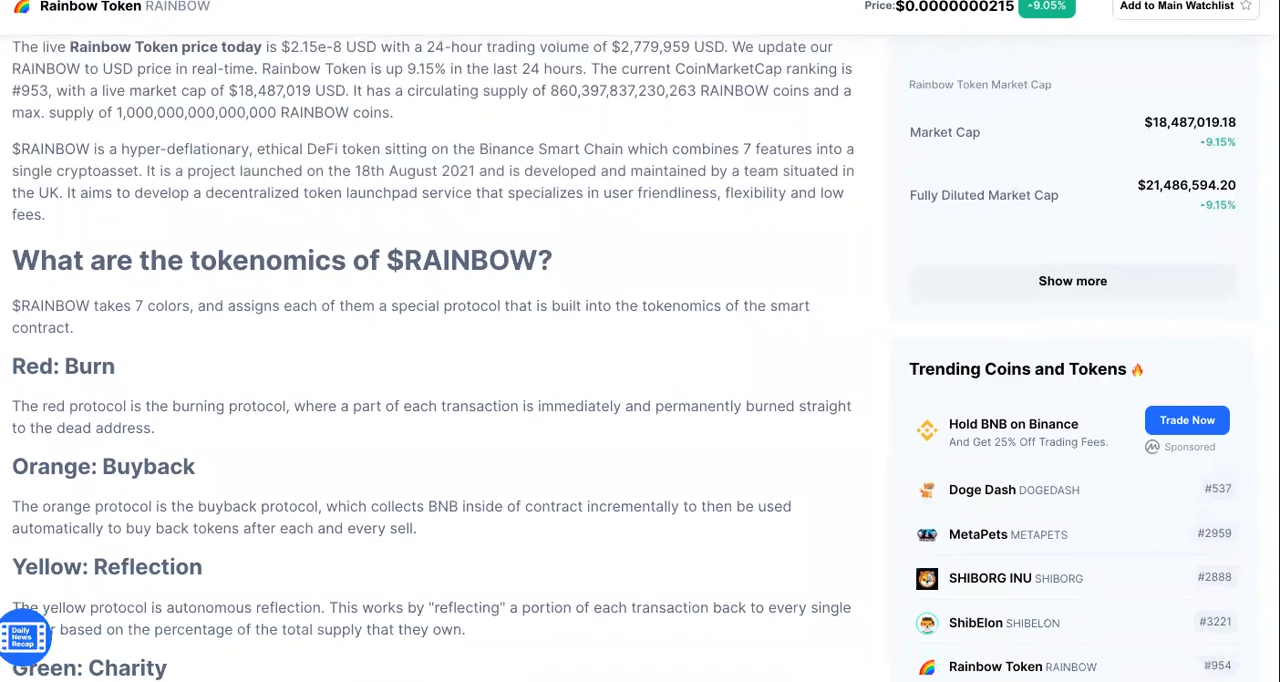 Rainbow Token RAINBOW
Price:$0.0000000215 9.05%
Add to Main Watchlist
The live Rainbow Token price today is $2.15e-8 USD with a 24-hour trading volume of $2,779,959 USD. We update our
RAINBOW to USD price in real-time. Rainbow Token is up 9.15% in the last 24 hours. The current CoinMarketCap ranking is
#953, with a live market cap of $18,487,019 USD. It has a circulating supply of 860,397,837,230,263 RAINBOW coins and a
max. supply of 1,000,000,000,000,000 RAINBOW coins.
$RAINBOW is a hyper-deflationary, ethical DeFi token sitting on the Binance Smart Chain which combines 7 features into a
single cryptoasset. It is a project launched on the 18th August 2021 and is developed and maintained by a team situated in
the UK. It aims to develop a decentralized token launchpad service that specializes in user friendliness, flexibility and low
fees.
What are the tokenomics of $RAINBOW?
$RAINBOW takes 7 colors, and assigns each of them a special protocol that is built into the tokenomics of the smart
contract.
Red: Burn
The red protocol is the burning protocol, where a part of each transaction is immediately and permanently burned straight
to the dead address.
Orange: Buyback
The orange protocol is the buyback protocol, which collects BNB inside of contract incrementally to then be used
automatically to buy back tokens after each and every sell.
Yellow: Reflection
The yellow protocol is autonomous reflection. This works by "reflecting" a portion of each transaction back to every single
based on the percentage of the total supply that they own.
Green: Charity
Daily
News
Recap
Rainbow Token Market Cap
Market Cap
$18,487,019.18
9.15%
Fully Diluted Market Cap
$21,486,594.20
9.15%
Show more
Trending Coins and Tokens
Hold BNB on Binance
And Get 25% Off Trading Fees.
Trade Now
Sponsored
Doge Dash DOGEDASH #537
MetaPets METAPETS #2959
SHIBORG INU SHIBORG #2888
ShibElon SHIBELON #3221
Rainbow Token RAINBOW #954